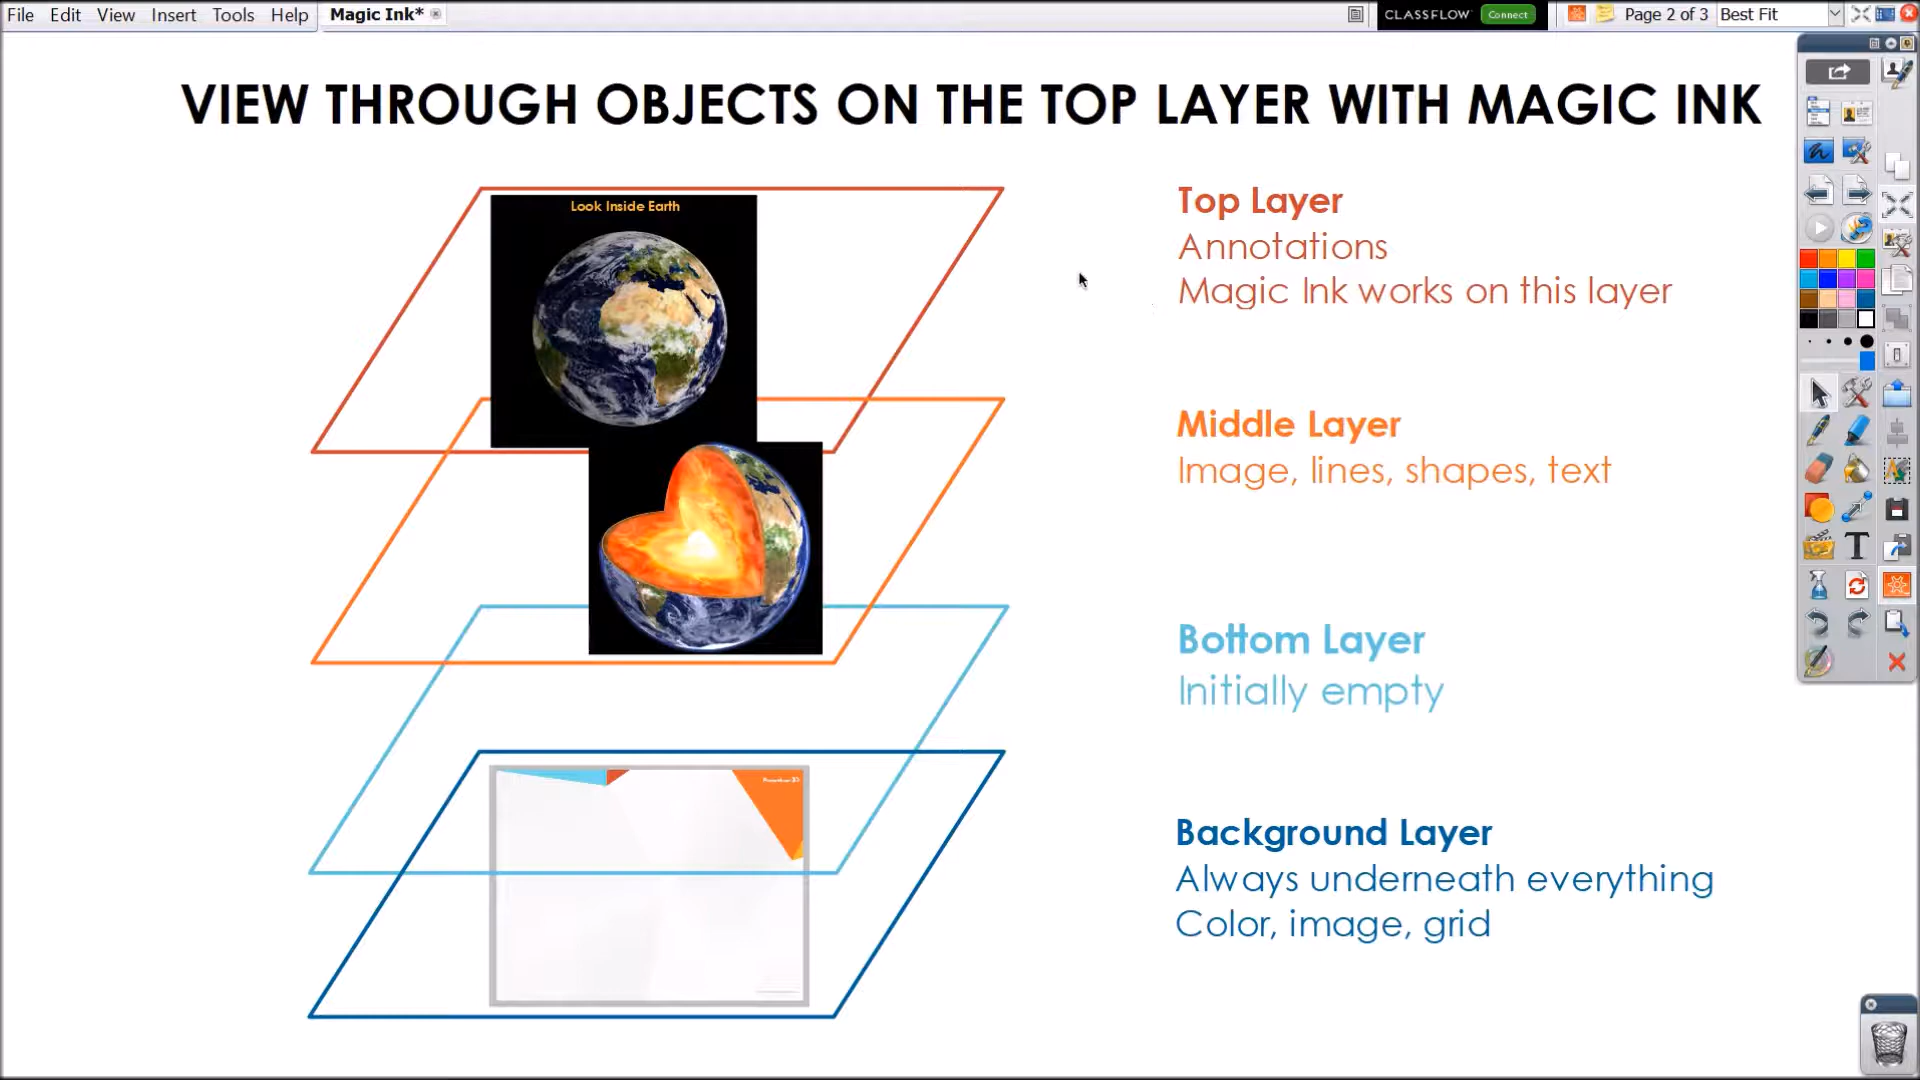 File Edit View Insert Tools Help Magic Ink* CLASSFLOW Connect Page 2 of 3 Best Fit
VIEW THROUGH OBJECTS ON THE TOP LAYER WITH MAGIC INK
Look Inside Earth
Top Layer
Annotations
Magic Ink works on this layer
Middle Layer
Image, lines, shapes, text
Bottom Layer
Initially empty
Background Layer
Always underneath everything
Color, image, grid